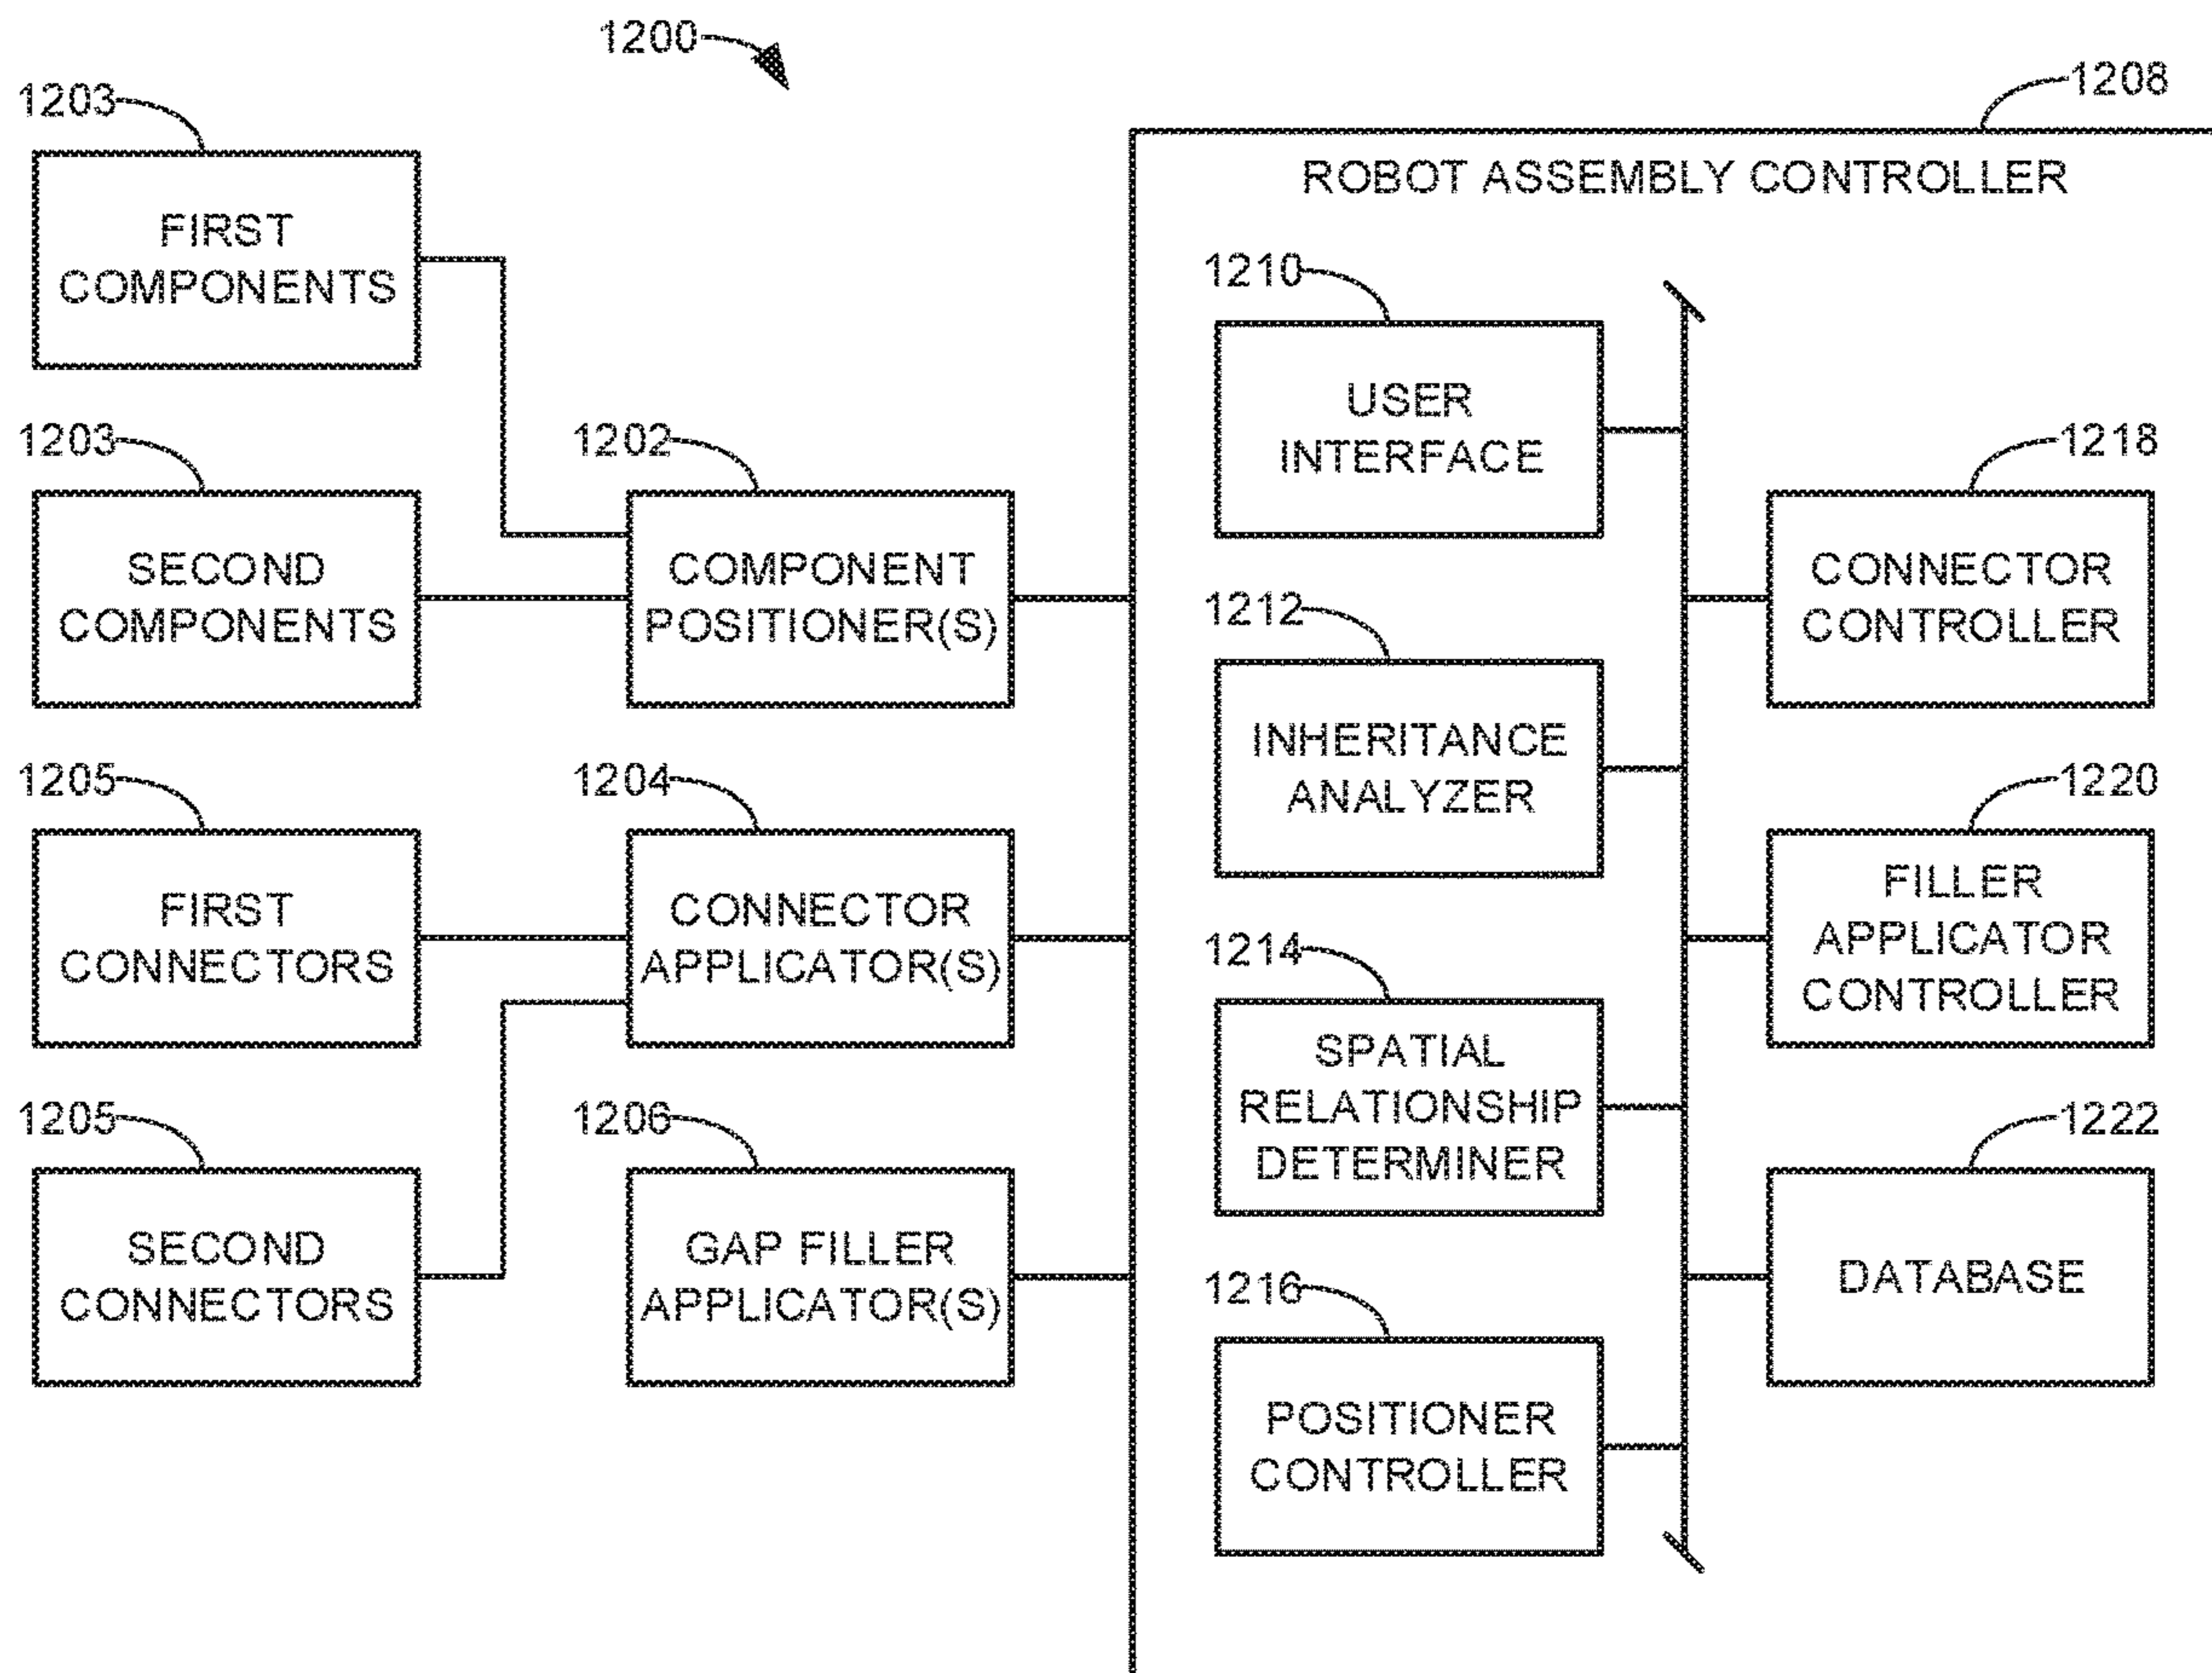 1200
1203
FIRST
COMPONENTS
1203
SECOND
COMPONENTS
1202
COMPONENT
POSITIONER(S)
1205
FIRST
CONNECTORS
1204
CONNECTOR
APPLICATOR(S)
1205
SECOND
CONNECTORS
1206
GAP FILLER
APPLICATOR(S)
1208
ROBOT ASSEMBLY CONTROLLER
1210
USER
INTERFACE
1212
INHERITANCE
ANALYZER
1214
SPATIAL
RELATIONSHIP
DETERMINER
1216
POSITIONER
CONTROLLER
1218
CONNECTOR
CONTROLLER
1220
FILLER
APPLICATOR
CONTROLLER
1222
DATABASE